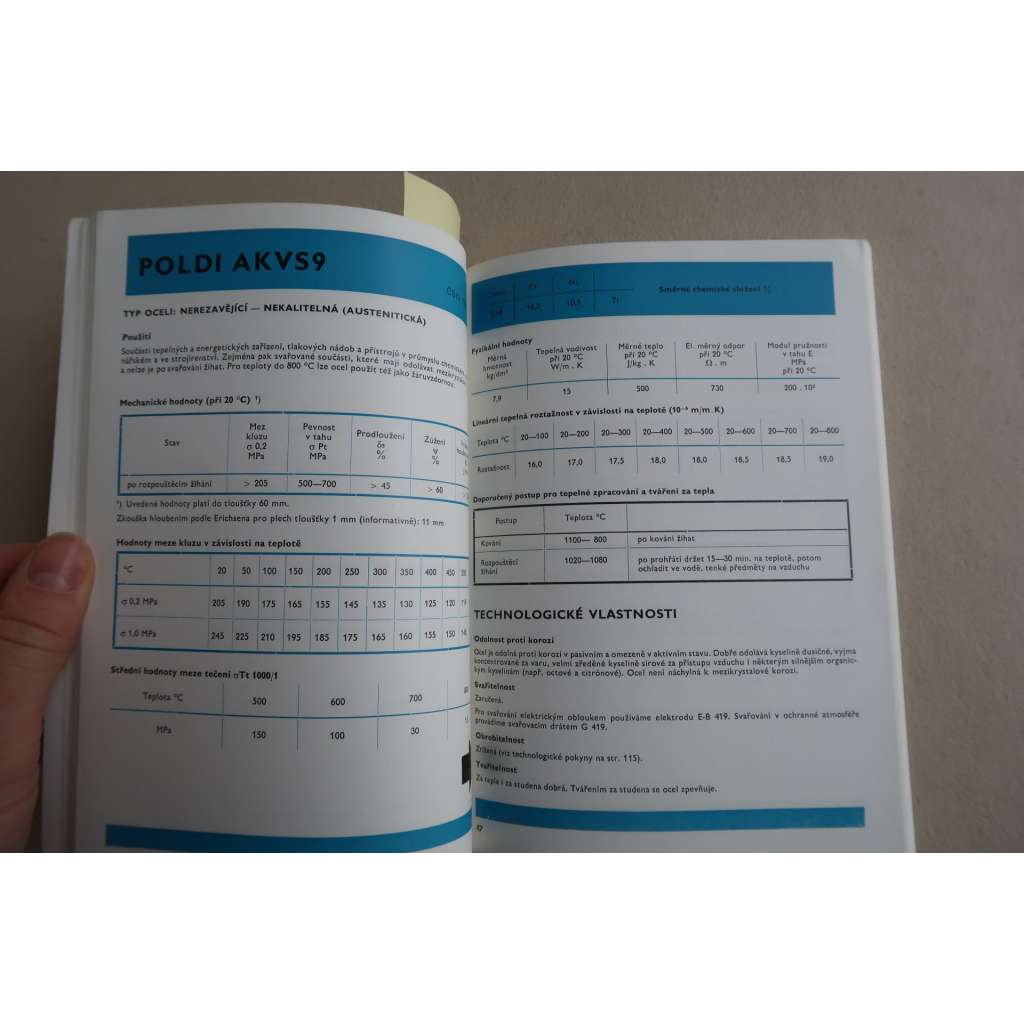 POLDI AKVS9
TYP OCELI: NEREZAVĚJÍCÍ — NEKALITELNÁ (AUSTENITICKÁ)
Použití
Součásti tepelných a energetických zařízení, tlakových nádob a přístrojů v průmyslu chemickém,
nářském a ve strojírenství. Zejména pak svařované součásti, které mají odolávat mezikrystalo
a nelze je po svařování žíhat. Pro teploty do 800 °C lze ocel použít též jako žáruvzdornou.
Mechanické hodnoty (při 20 °C) ¹)
Stav | Mez kluzu σ 0,2 MPa | Pevnost v tahu σ Pt MPa | Prodloužení δ₅ % | Zúžení ψ %
po rozpouštěcím žíhání | > 205 | 500—700 | > 45 | > 60
¹) Uvedené hodnoty platí do tloušťky 60 mm.
Zkouška hloubením podle Erichsena pro plech tloušťky 1 mm (informativně): 11 mm
Hodnoty meze kluzu v závislosti na teplotě
°C | 20 | 50 | 100 | 150 | 200 | 250 | 300 | 350 | 400 | 450
σ 0,2 MPa | 205 | 190 | 175 | 165 | 155 | 145 | 135 | 130 | 125 | 120
σ 1,0 MPa | 245 | 225 | 210 | 195 | 185 | 175 | 165 | 160 | 155 | 150
Střední hodnoty meze tečení σTt 1000/1
Teplota °C | 500 | 600 | 700
MPa | 150 | 100 | 30
Cr | Ni
18,0 | 10,5 | Ti
Směrné chemické složení %
Fyzikální hodnoty
Měrná hmotnost kg/dm³ | Tepelná vodivost při 20 °C W/m . K | Měrné teplo při 20 °C J/kg . K | El. měrný odpor při 20 °C Ω . m | Modul pružnosti v tahu E MPa při 20 °C
7,9 | 15 | 500 | 730 | 200 . 10³
Lineární tepelná roztažnost v závislosti na teplotě (10⁻⁶ m/m . K)
Teplota °C | 20—100 | 20—200 | 20—300 | 20—400 | 20—500 | 20—600 | 20—700 | 20—800
Roztažnost | 16,0 | 17,0 | 17,5 | 18,0 | 18,0 | 18,5 | 18,5 | 19,0
Doporučený postup pro tepelné zpracování a tváření za tepla
Postup | Teplota °C
Kování | 1100— 800 | po kování žíhat
Rozpouštěcí žíhání | 1020—1080 | po prohřátí držet 15—30 min. na teplotě, potom
ochladit ve vodě, tenké předměty na vzduchu
TECHNOLOGICKÉ VLASTNOSTI
Odolnost proti korozi
Ocel je odolná proti korozi v pasivním a omezeně v aktivním stavu. Dobře odolává kyselině dusičné, vyjma
koncentrované za varu, velmi zředěné kyselině sírové za přístupu vzduchu i některým silnějším organic-
kým kyselinám (např. octové a citrónové). Ocel není náchylná k mezikrystalové korozi.
Svařitelnost
Zaručená.
Pro svařování elektrickým obloukem používáme elektrodu E-B 419. Svařování v ochranné atmosféře
provádíme svařovacím drátem G 419.
Obrobitelnost
Ztížená (viz technologické pokyny na str. 115).
Tvařitelnost
Za tepla i za studena dobrá. Tvářením za studena se ocel zpevňuje.